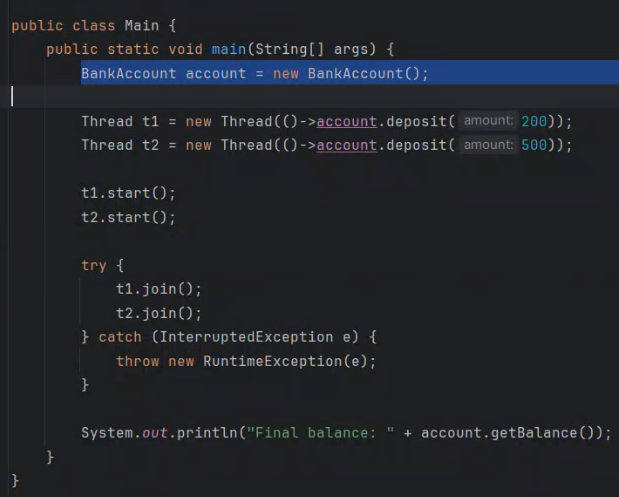 public class Main {
public static void main(String[] args) {
BankAccount account = new BankAccount();
Thread t1 = new Thread(()->account.deposit( amount: 200));
Thread t2 = new Thread(()->account.deposit( amount: 500));
t1.start();
t2.start();
try {
t1.join();
t2.join();
} catch (InterruptedException e) {
throw new RuntimeException(e);
}
System.out.println("Final balance: " + account.getBalance());
}
}